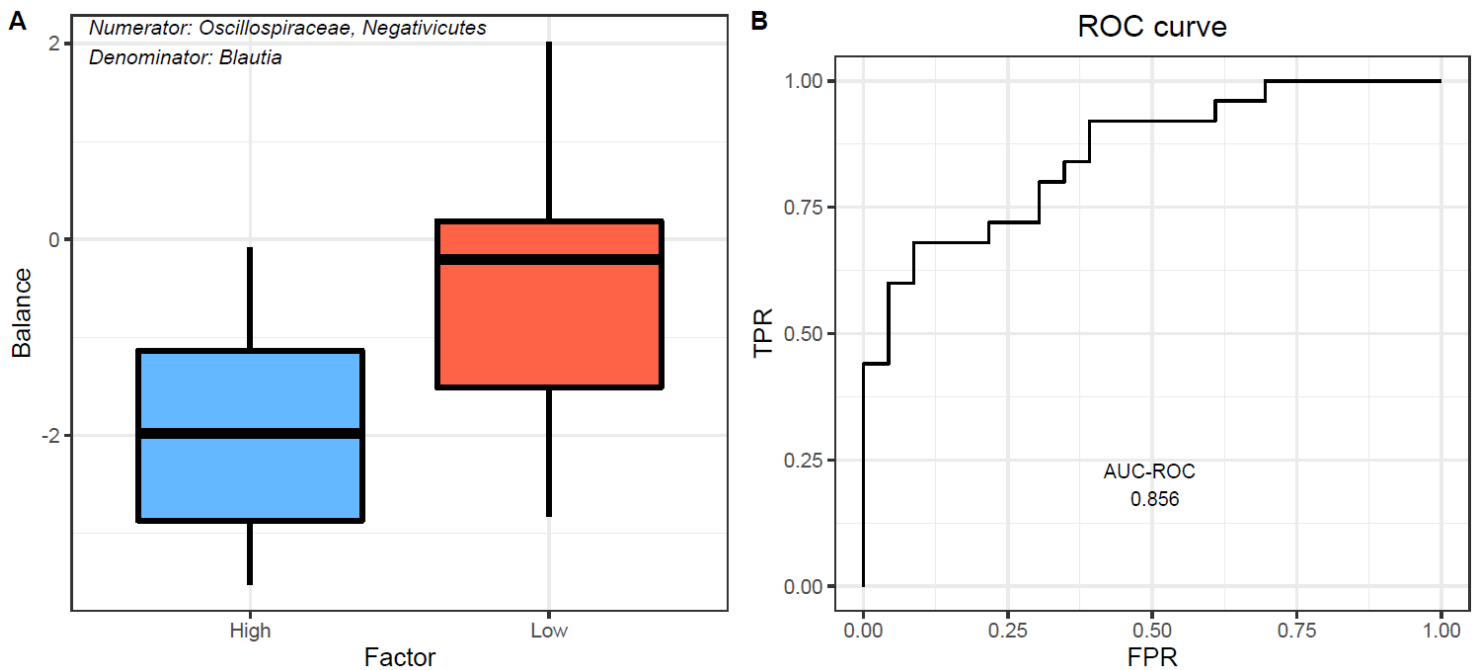 A
Numerator: Oscillospiraceae, Negativicutes
Denominator: Blautia
2
0
-2
Balance
High
Low
Factor
B
ROC curve
1.00
0.75
0.50
0.25
0.00
TPR
AUC-ROC
0.856
0.00
0.25
0.50
0.75
1.00
FPR